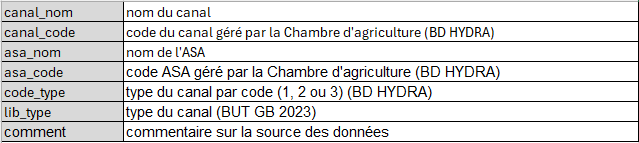 canal_nom nom du canal
canal_code code du canal géré par la Chambre d'agriculture (BD HYDRA)
asa_nom nom de l'ASA
asa_code code ASA géré par la Chambre d'agriculture (BD HYDRA)
code_type type du canal par code (1, 2 ou 3) (BD HYDRA)
lib_type type du canal (BUT GB 2023)
comment commentaire sur la source des données